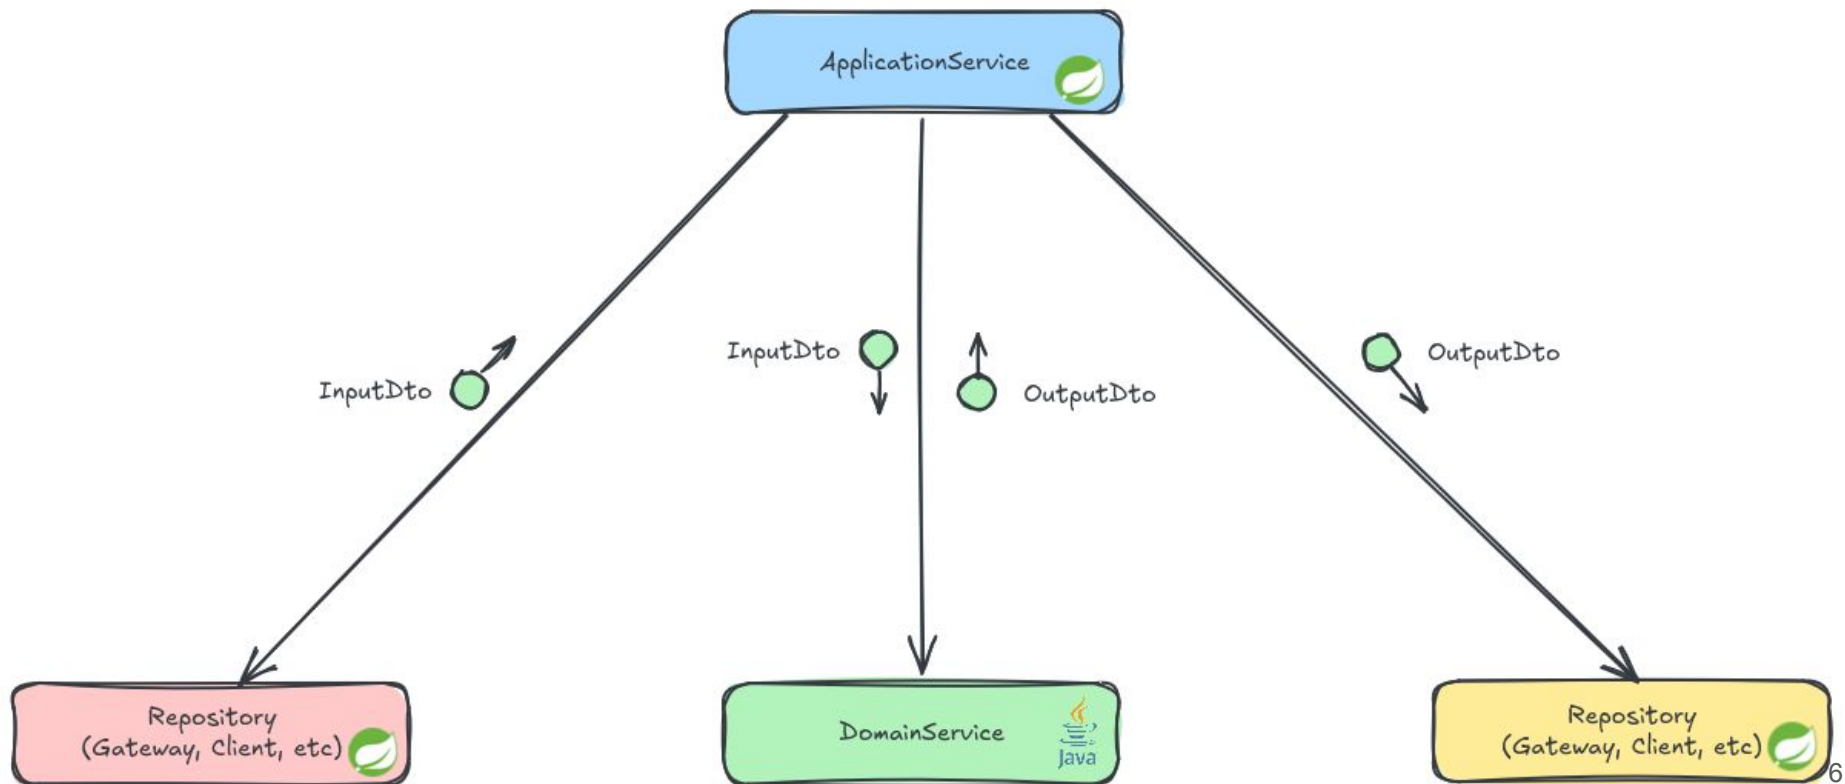 ApplicationService
InputDto
InputDto
OutputDto
OutputDto
Repository
(Gateway, Client, etc)
DomainService
Java
Repository
(Gateway, Client, etc)
6